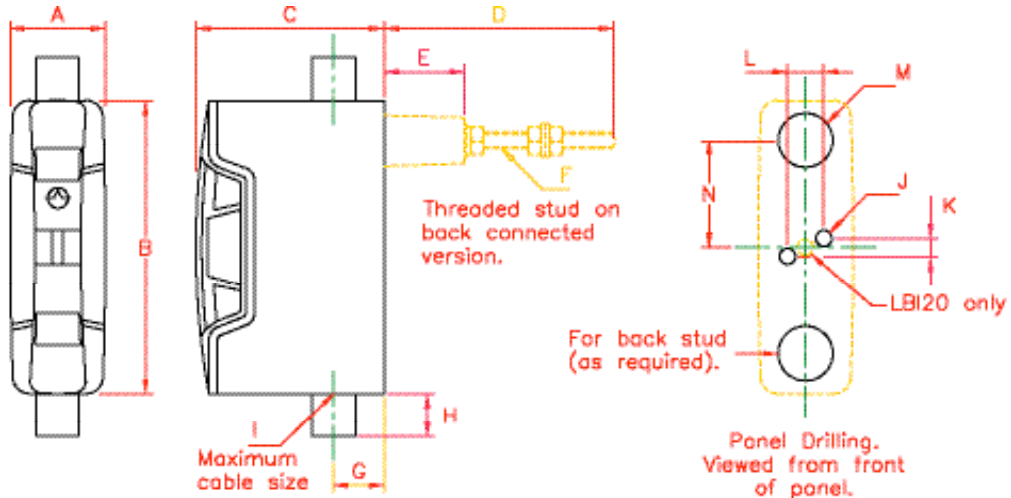 A
C
D
E
L
M
B
F
Threaded stud on
back connected
version.
N
J
K
LBI20 only
For back stud
(as required).
I
Maximum
cable size
G
H
Panel Drilling.
Viewed from front
of panel.